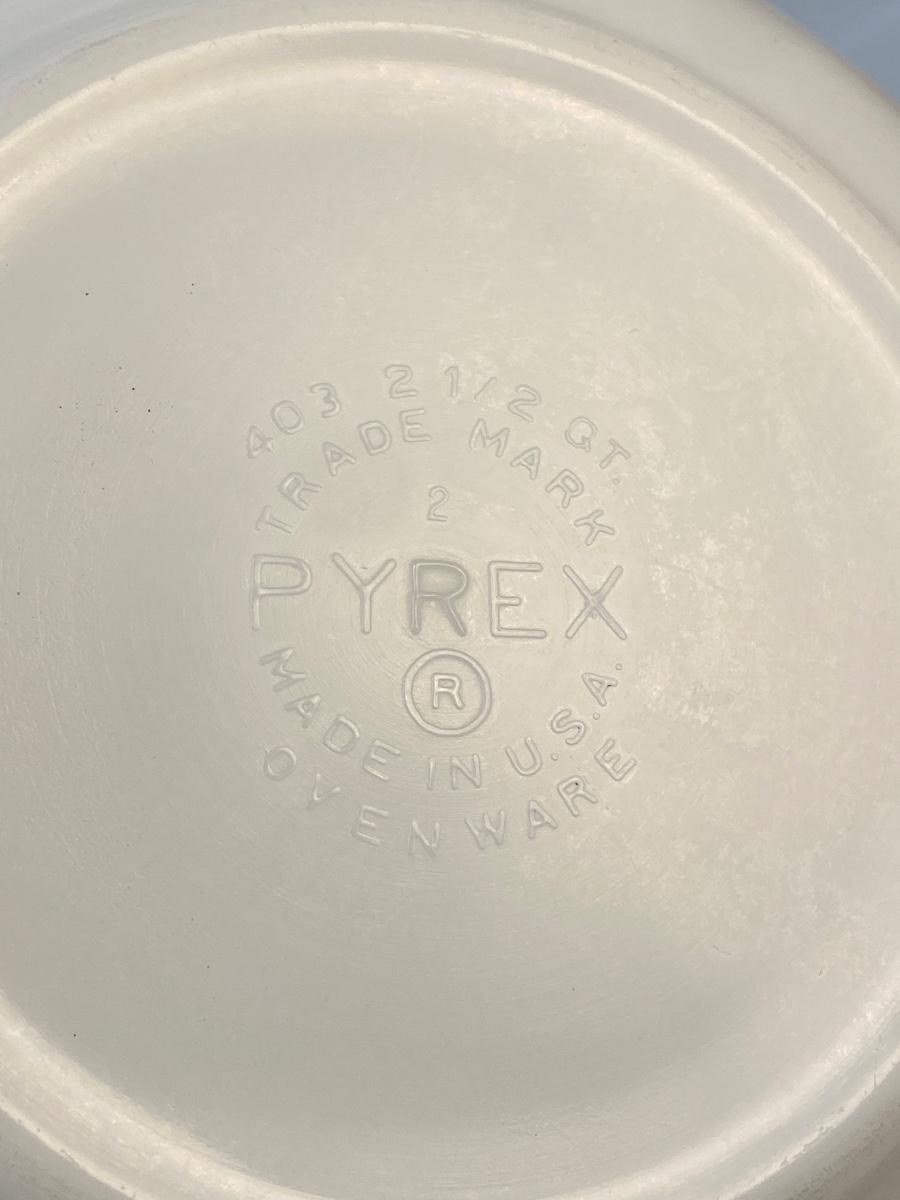 403 2 1/2 QT.
TRADE MARK
2
PYREX
®
MADE IN U.S.A.
OVENWARE